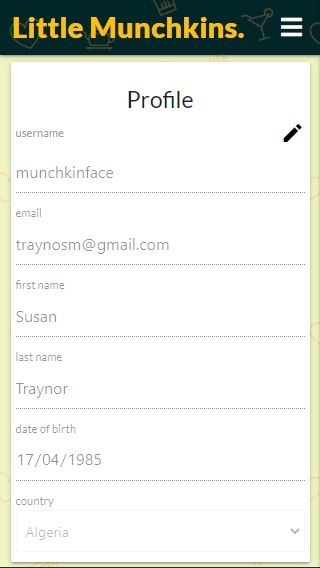 Little Munchkins.
Profile
username
munchkinface
email
traynosm@gmail.com
first name
Susan
last name
Traynor
date of birth
17/04/1985
country
Algeria